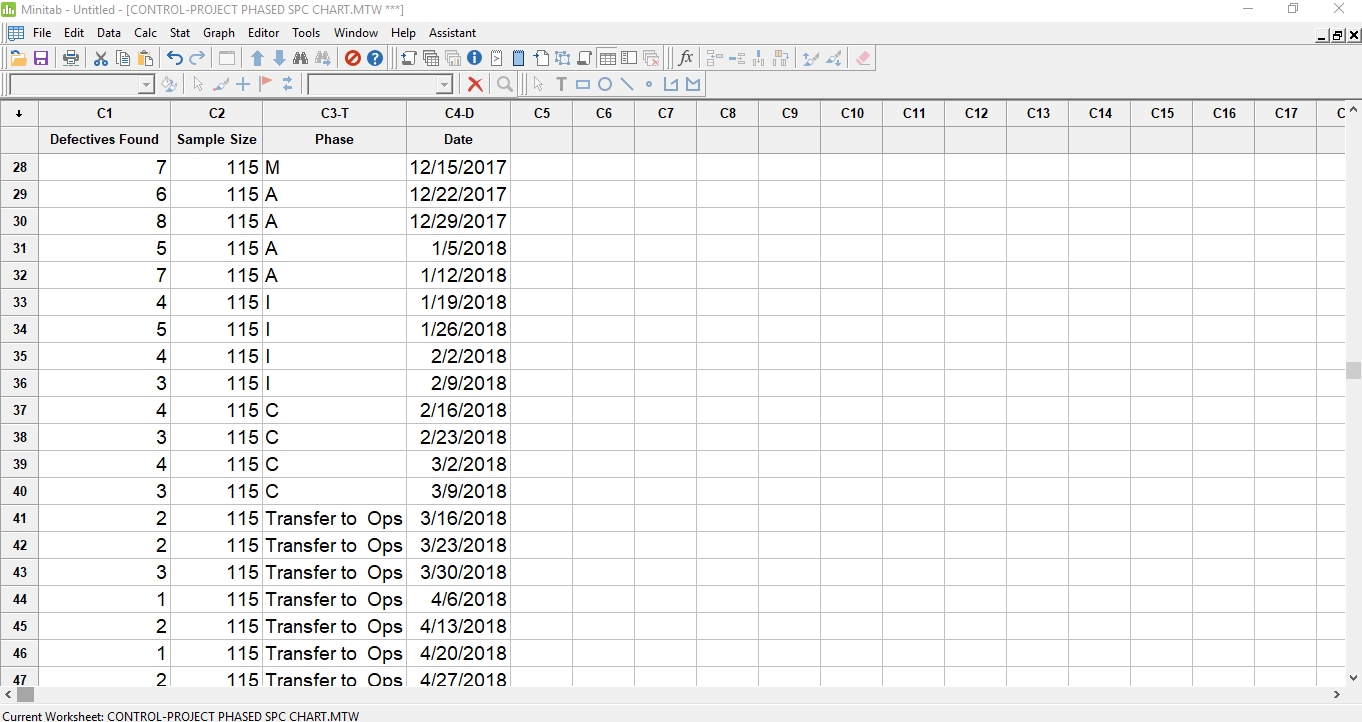 Minitab - Untitled - [CONTROL-PROJECT PHASED SPC CHART.MTW ***]
File Edit Data Calc Stat Graph Editor Tools Window Help Assistant
C1 C2 C3-T C4-D C5 C6 C7 C8 C9 C10 C11 C12 C13 C14 C15 C16 C17 C
Defectives Found Sample Size Phase Date
28 7 115 M 12/15/2017
29 6 115 A 12/22/2017
30 8 115 A 12/29/2017
31 5 115 A 1/5/2018
32 7 115 A 1/12/2018
33 4 115 I 1/19/2018
34 5 115 I 1/26/2018
35 4 115 I 2/2/2018
36 3 115 I 2/9/2018
37 4 115 C 2/16/2018
38 3 115 C 2/23/2018
39 4 115 C 3/2/2018
40 3 115 C 3/9/2018
41 2 115 Transfer to  Ops 3/16/2018
42 2 115 Transfer to  Ops 3/23/2018
43 3 115 Transfer to  Ops 3/30/2018
44 1 115 Transfer to  Ops 4/6/2018
45 2 115 Transfer to  Ops 4/13/2018
46 1 115 Transfer to  Ops 4/20/2018
47 2 115 Transfer to  Ops 4/27/2018
Current Worksheet: CONTROL-PROJECT PHASED SPC CHART.MTW